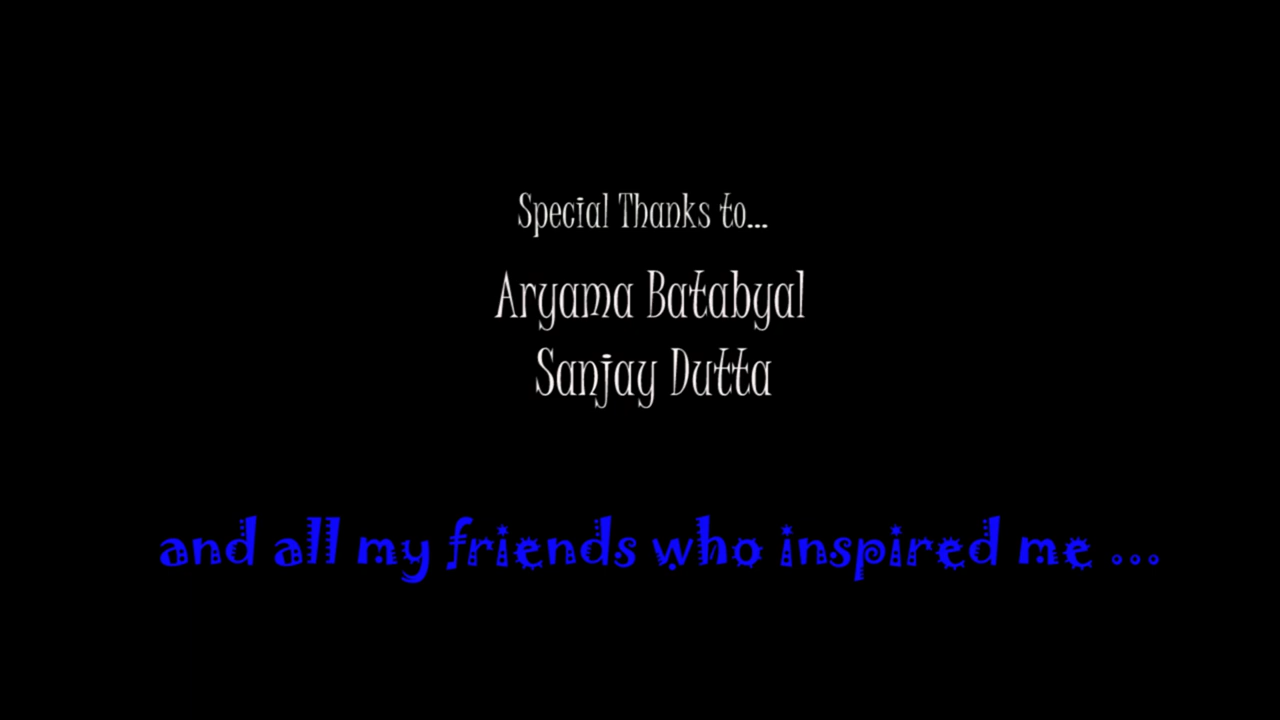 Special Thanks to...
Aryama Batabyal
Sanjay Dutta
and all my friends who inspired me ...